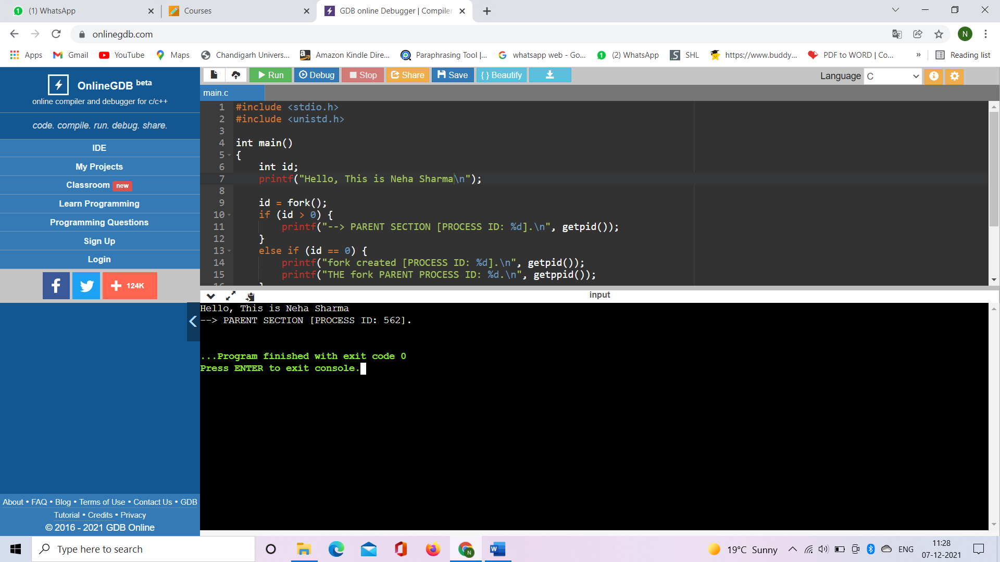 (1) WhatsApp
Courses
GDB online Debugger | Compiler
onlinegdb.com
N
Apps
Gmail
YouTube
Maps
Chandigarh Univers...
Amazon Kindle Dire...
Paraphrasing Tool |...
whatsapp web - Go...
(2) WhatsApp
SHL
https://www.buddy...
PDF to WORD | Co...
»
Reading list
OnlineGDB beta
online compiler and debugger for c/c++
code. compile. run. debug. share.
IDE
My Projects
Classroom new
Learn Programming
Programming Questions
Sign Up
Login
124K
About • FAQ • Blog • Terms of Use • Contact Us • GDB
Tutorial • Credits • Privacy
© 2016 - 2021 GDB Online
Run
Debug
Stop
Share
Save
{ } Beautify
Language C
main.c
1 #include <stdio.h>
2 #include <unistd.h>
3
4 int main()
5 {
6 int id;
7 printf("Hello, This is Neha Sharma\n");
8
9 id = fork();
10 if (id > 0) {
11 printf("--> PARENT SECTION [PROCESS ID: %d].\n", getpid());
12 }
13 else if (id == 0) {
14 printf("fork created [PROCESS ID: %d].\n", getpid());
15 printf("THE fork PARENT PROCESS ID: %d.\n", getppid());
input
Hello, This is Neha Sharma
--> PARENT SECTION [PROCESS ID: 562].
...Program finished with exit code 0
Press ENTER to exit console.
Type here to search
19°C Sunny
ENG
11:28
07-12-2021